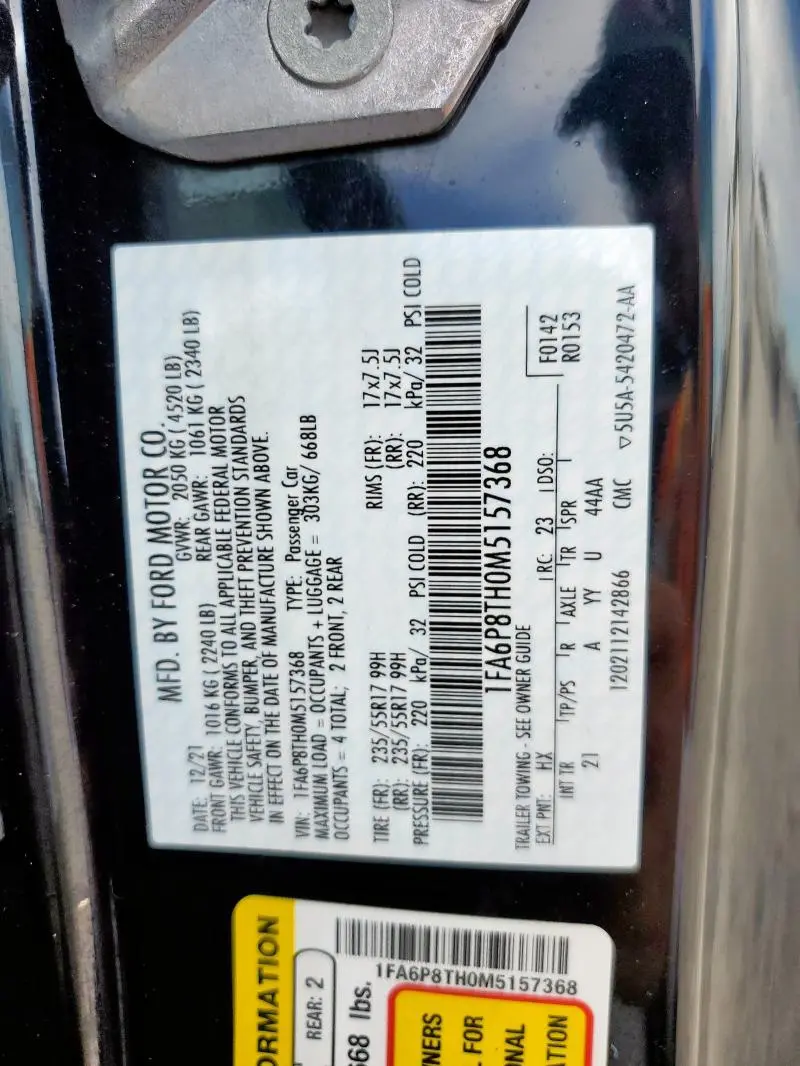 MFD. BY FORD MOTOR CO.
DATE: 12/21 GVWR: 2050 KG ( 4520 LB)
FRONT GAWR: 1016 KG ( 2240 LB) REAR GAWR: 1061 KG ( 2340 LB)
THIS VEHICLE CONFORMS TO ALL APPLICABLE FEDERAL MOTOR
VEHICLE SAFETY, BUMPER, AND THEFT PREVENTION STANDARDS
IN EFFECT ON THE DATE OF MANUFACTURE SHOWN ABOVE.
VIN: 1FA6P8TH0M5157368 TYPE: Passenger Car
MAXIMUM LOAD = OCCUPANTS + LUGGAGE = 303KG/ 668LB
OCCUPANTS = 4 TOTAL; 2 FRONT, 2 REAR
TIRE (FR): 235/55R17 99H RIMS (FR): 17x7.5J
(RR): 235/55R17 99H (RR): 17x7.5J
PRESSURE (FR): 220 kPa/ 32 PSI COLD (RR): 220 kPa/ 32 PSI COLD
1FA6P8TH0M5157368
TRAILER TOWING - SEE OWNER GUIDE
EXT PNT: HX RC: 23 DSO: F0142
R0153
INT TR TP/PS R AXLE TR SPR
21 A YY U 44AA
1202112142866 CMC ▽5U5A-5420472-AA
ORMATION
REAR: 2
668 lbs.
1FA6P8TH0M5157368